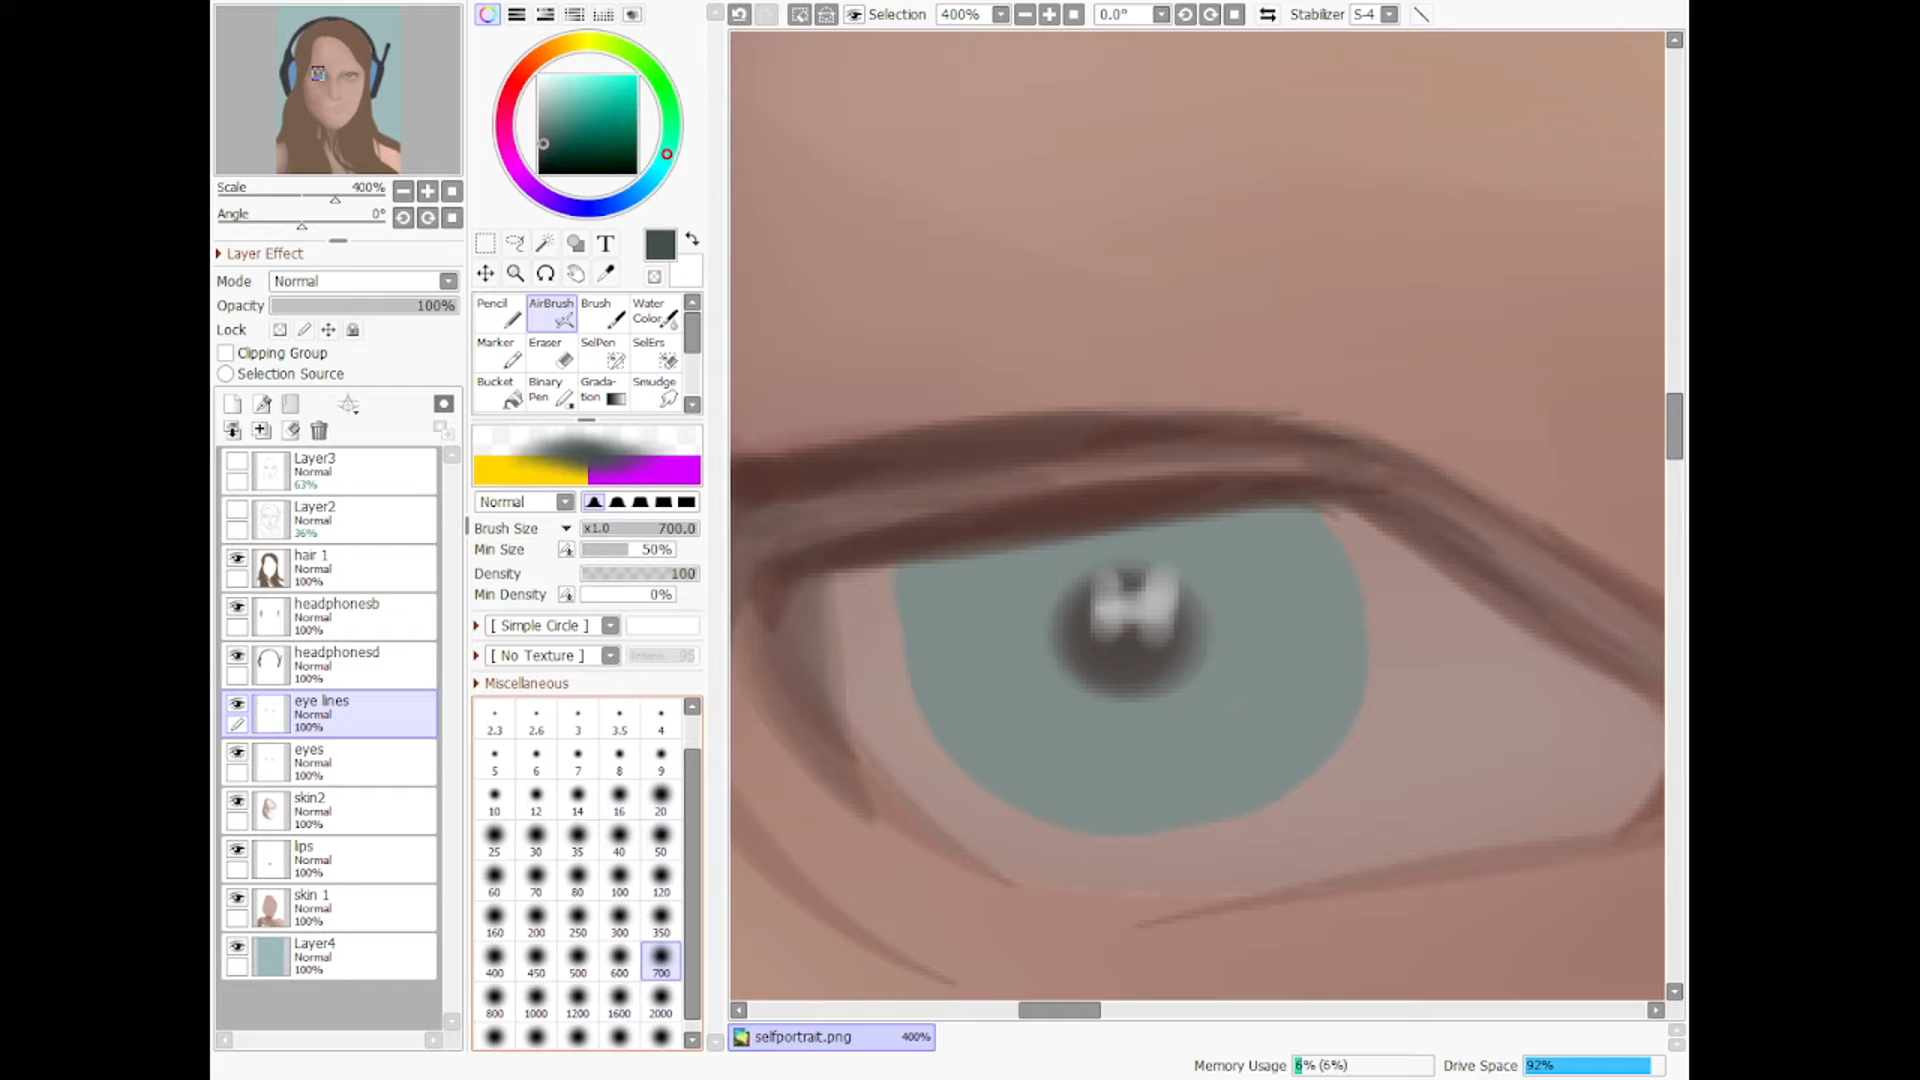 Selection 400% 0.0° Stabilizer S-4
Scale 400%
Angle 0°
Layer Effect
Mode Normal
Opacity 100%
Lock
Clipping Group
Selection Source
Layer3
Normal
63%
Layer2
Normal
36%
hair 1
Normal
100%
headphonesb
Normal
100%
headphonesd
Normal
100%
eye lines
Normal
100%
eyes
Normal
100%
skin2
Normal
100%
lips
Normal
100%
skin 1
Normal
100%
Layer4
Normal
100%
T
Pencil AirBrush Brush Water
Color
Marker Eraser SelPen SelErs
Bucket Binary Grada- Smudge
Pen tion
Normal
Brush Size x1.0 700.0
Min Size 50%
Density 100
Min Density 0%
[ Simple Circle ]
[ No Texture ] Intens 95
Miscellaneous
2.3 2.6 3 3.5 4
5 6 7 8 9
10 12 14 16 20
25 30 35 40 50
60 70 80 100 120
160 200 250 300 350
400 450 500 600 700
800 1000 1200 1600 2000
selfportrait.png 400%
Memory Usage 6% (6%) Drive Space 92%